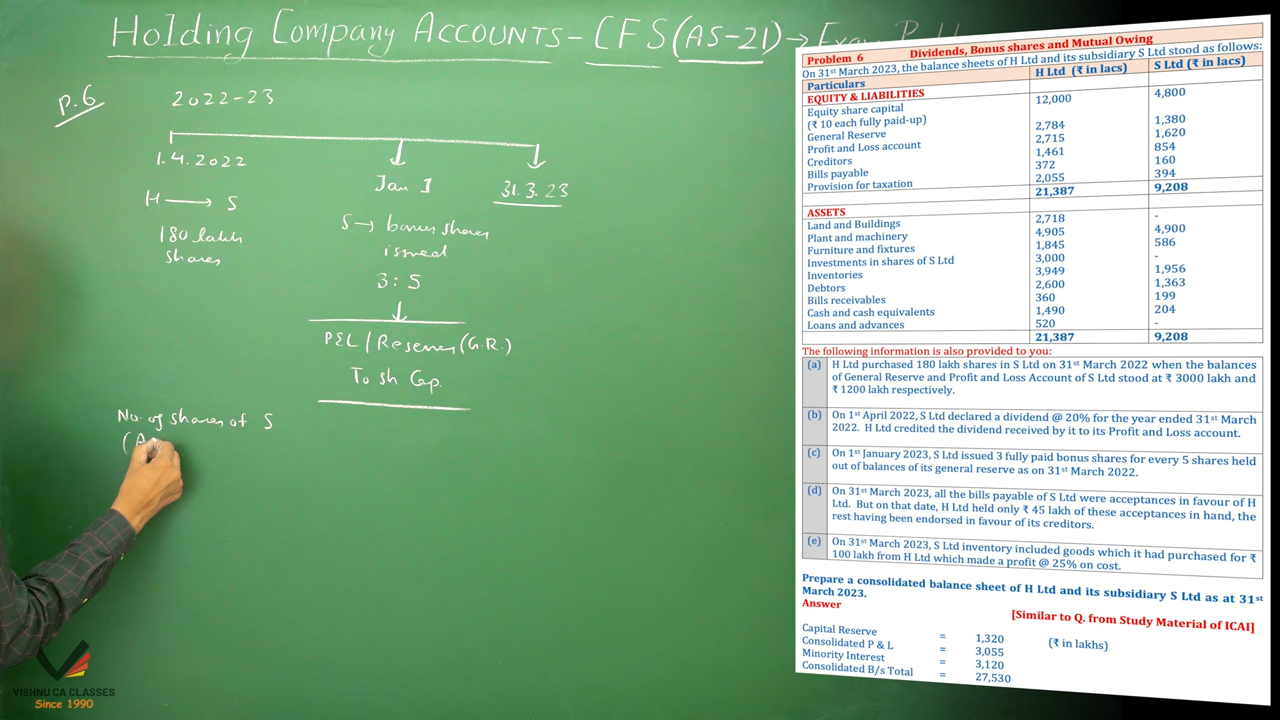 Holding Company Accounts - CFS (AS-21) → Exam
P.6
2022-23
1.4.2022
Jan 1
31.3.23
H → S
180 lakh
shares
S → bonus shares
issued
3:5
P&L / Reserves (G.R.)
To sh Cap.
No. of shares of S
(A
VISHNU CA CLASSES
Since 1990
Problem 6 Dividends, Bonus shares and Mutual Owing
On 31st March 2023, the balance sheets of H Ltd and its subsidiary S Ltd stood as follows:
Particulars H Ltd (₹ in lacs) S Ltd (₹ in lacs)
EQUITY & LIABILITIES
Equity share capital 12,000 4,800
(₹ 10 each fully paid-up)
General Reserve 2,784 1,380
Profit and Loss account 2,715 1,620
Creditors 1,461 854
Bills payable 372 160
Provision for taxation 2,055 394
21,387 9,208
ASSETS
Land and Buildings 2,718 -
Plant and machinery 4,905 4,900
Furniture and fixtures 1,845 586
Investments in shares of S Ltd 3,000 -
Inventories 3,949 1,956
Debtors 2,600 1,363
Bills receivables 360 199
Cash and cash equivalents 1,490 204
Loans and advances 520 -
21,387 9,208
The following information is also provided to you:
(a) H Ltd purchased 180 lakh shares in S Ltd on 31st March 2022 when the balances
of General Reserve and Profit and Loss Account of S Ltd stood at ₹ 3000 lakh and
₹ 1200 lakh respectively.
(b) On 1st April 2022, S Ltd declared a dividend @ 20% for the year ended 31st March
2022. H Ltd credited the dividend received by it to its Profit and Loss account.
(c) On 1st January 2023, S Ltd issued 3 fully paid bonus shares for every 5 shares held
out of balances of its general reserve as on 31st March 2022.
(d) On 31st March 2023, all the bills payable of S Ltd were acceptances in favour of H
Ltd. But on that date, H Ltd held only ₹ 45 lakh of these acceptances in hand, the
rest having been endorsed in favour of its creditors.
(e) On 31st March 2023, S Ltd inventory included goods which it had purchased for ₹
100 lakh from H Ltd which made a profit @ 25% on cost.
Prepare a consolidated balance sheet of H Ltd and its subsidiary S Ltd as at 31st
March 2023.
Answer
[Similar to Q. from Study Material of ICAI]
Capital Reserve = 1,320 (₹ in lakhs)
Consolidated P & L = 3,055
Minority Interest = 3,120
Consolidated B/s Total = 27,530